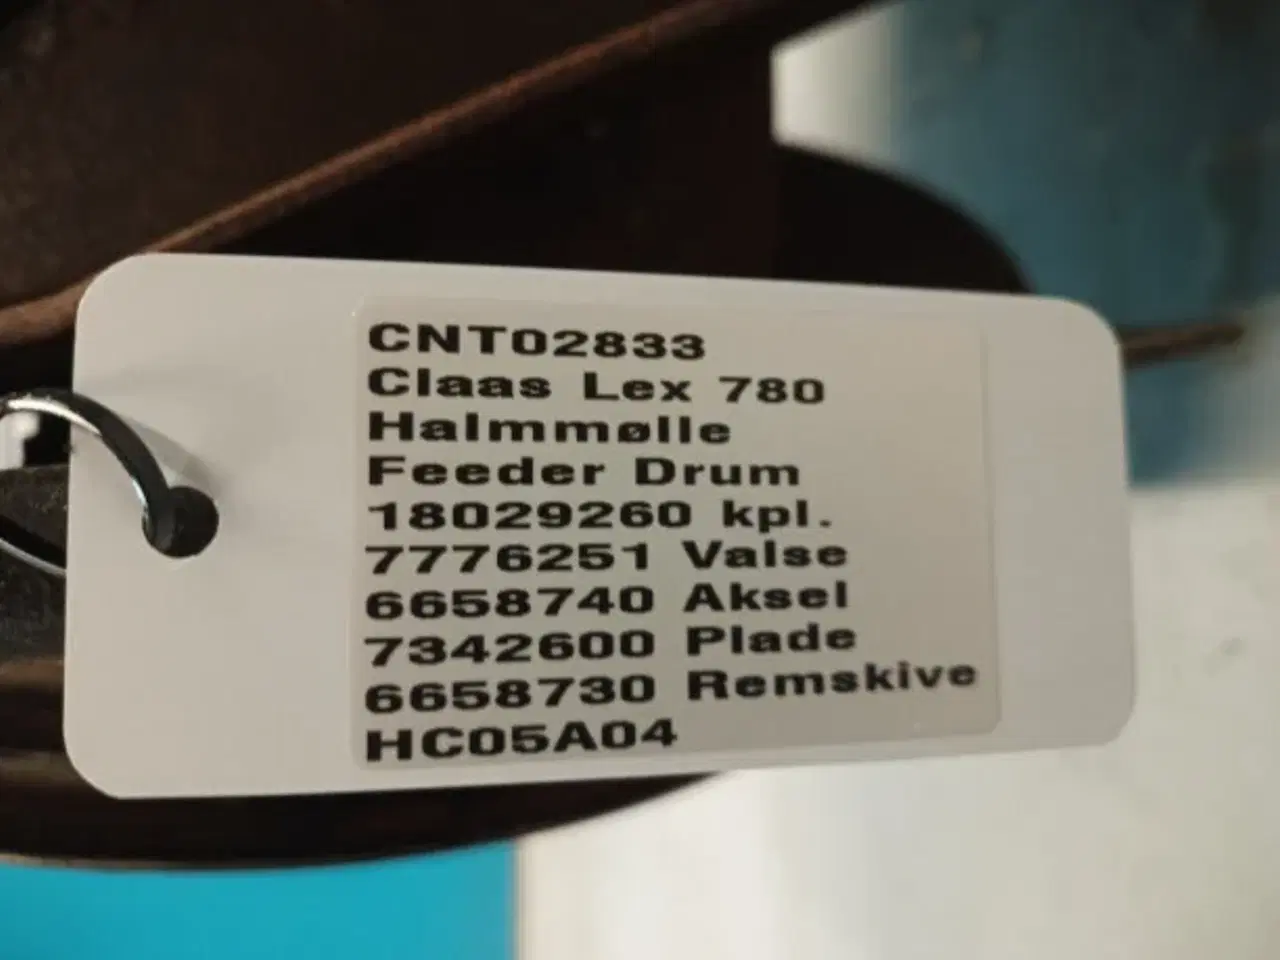 CNT02833
Claas Lex 780
Halmmølle
Feeder Drum
18029260 kpl.
7776251 Valse
6658740 Aksel
7342600 Plade
6658730 Remskive
HC05A04